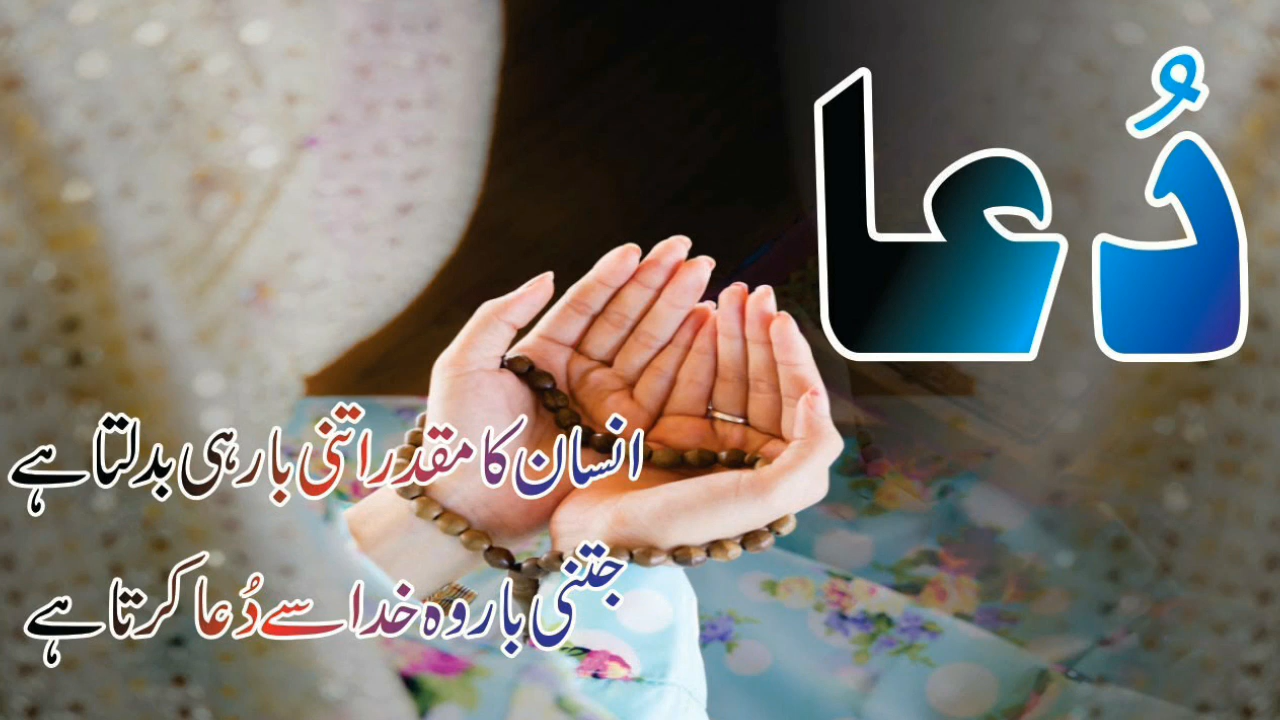 دُعا
انسان کا مقدر اتنی بار ہی بدلتا ہے
جتنی بار وہ خدا سے دُعا کرتا ہے